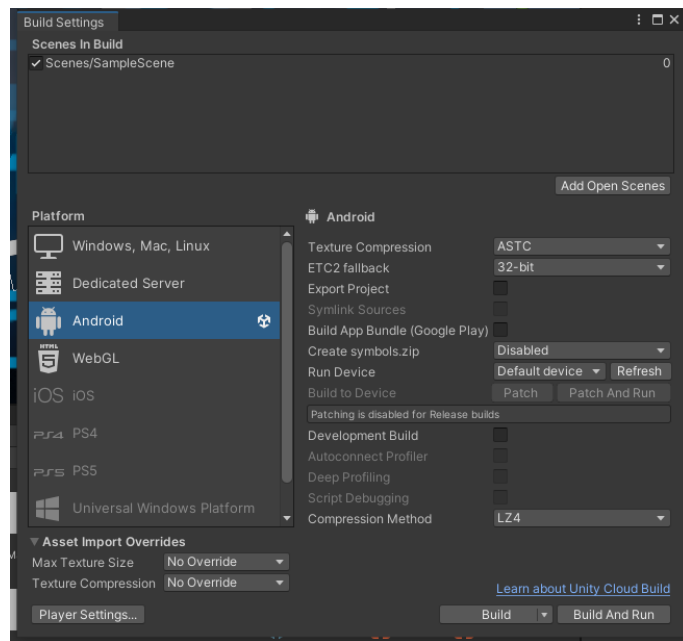 Build Settings
Scenes In Build
Scenes/SampleScene 0
Add Open Scenes
Platform
Windows, Mac, Linux
Dedicated Server
Android
HTML
5
WebGL
iOS iOS
PS4 PS4
PS5 PS5
Universal Windows Platform
Android
Texture Compression ASTC
ETC2 fallback 32-bit
Export Project
Symlink Sources
Build App Bundle (Google Play)
Create symbols.zip Disabled
Run Device Default device Refresh
Build to Device Patch Patch And Run
Patching is disabled for Release builds
Development Build
Autoconnect Profiler
Deep Profiling
Script Debugging
Compression Method LZ4
Asset Import Overrides
Max Texture Size No Override
Texture Compression No Override
Learn about Unity Cloud Build
Player Settings... Build Build And Run